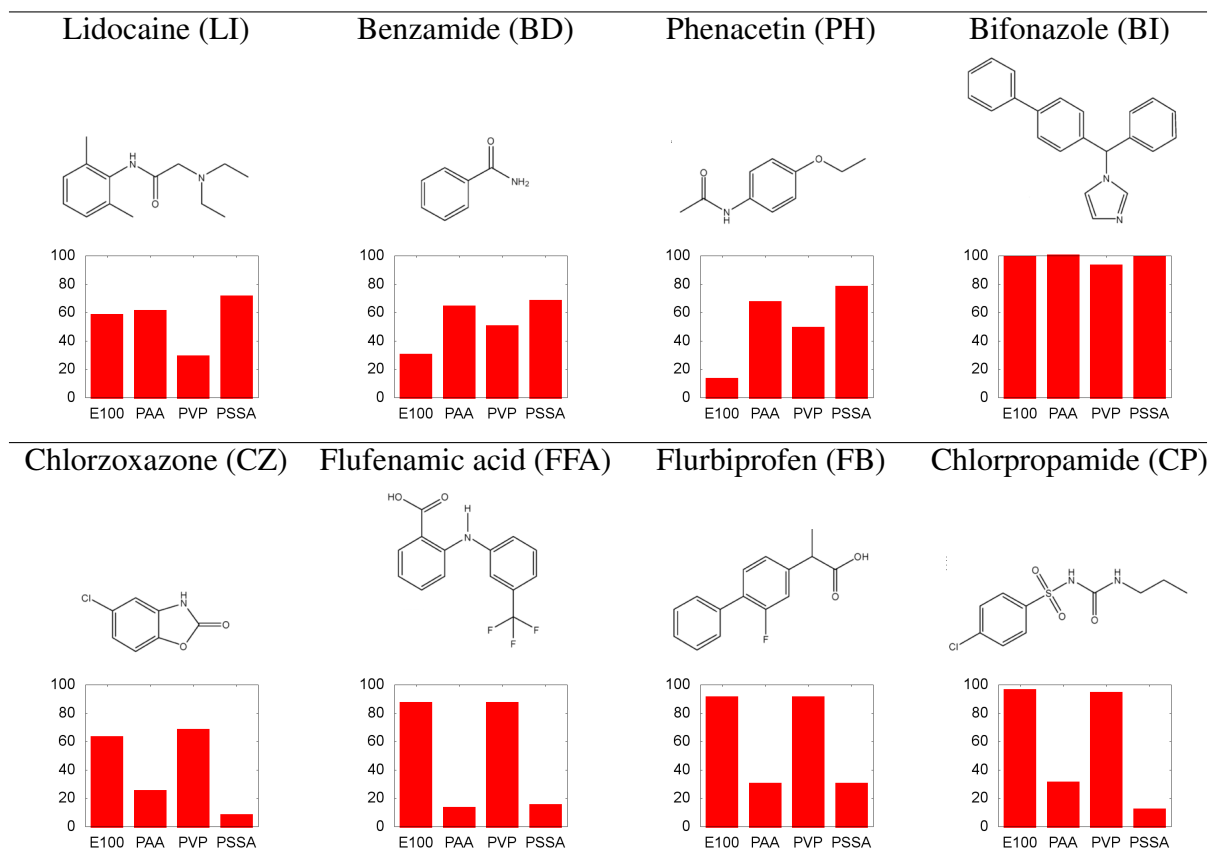 Lidocaine (LI) Benzamide (BD) Phenacetin (PH) Bifonazole (BI)
H
N
O
N
O
NH₂
O
N
H
O
N
N
100
80
60
40
20
0
E100 PAA PVP PSSA
100
80
60
40
20
0
E100 PAA PVP PSSA
100
80
60
40
20
0
E100 PAA PVP PSSA
100
80
60
40
20
0
E100 PAA PVP PSSA
Chlorzoxazone (CZ) Flufenamic acid (FFA) Flurbiprofen (FB) Chlorpropamide (CP)
Cl
H
N
O
O
HO
O
H
N
F
F
F
OH
O
F
O
H
N
H
N
S
O
O
Cl
100
80
60
40
20
0
E100 PAA PVP PSSA
100
80
60
40
20
0
E100 PAA PVP PSSA
100
80
60
40
20
0
E100 PAA PVP PSSA
100
80
60
40
20
0
E100 PAA PVP PSSA